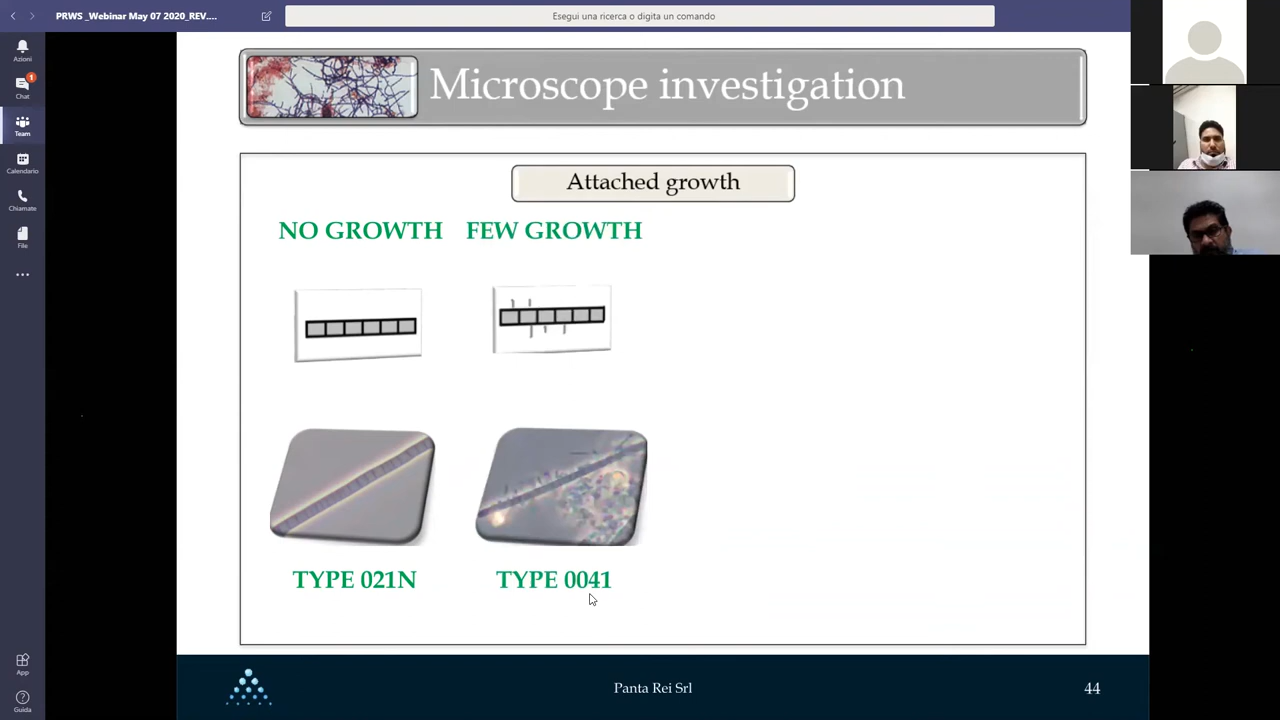 PRWS _Webinar May 07 2020_REV....
Esegui una ricerca o digita un comando
Azioni
Chat
1
Team
Calendario
Chiamate
File
App
Guida
Microscope investigation
Attached growth
NO GROWTH FEW GROWTH
TYPE 021N TYPE 0041
Panta Rei Srl
44